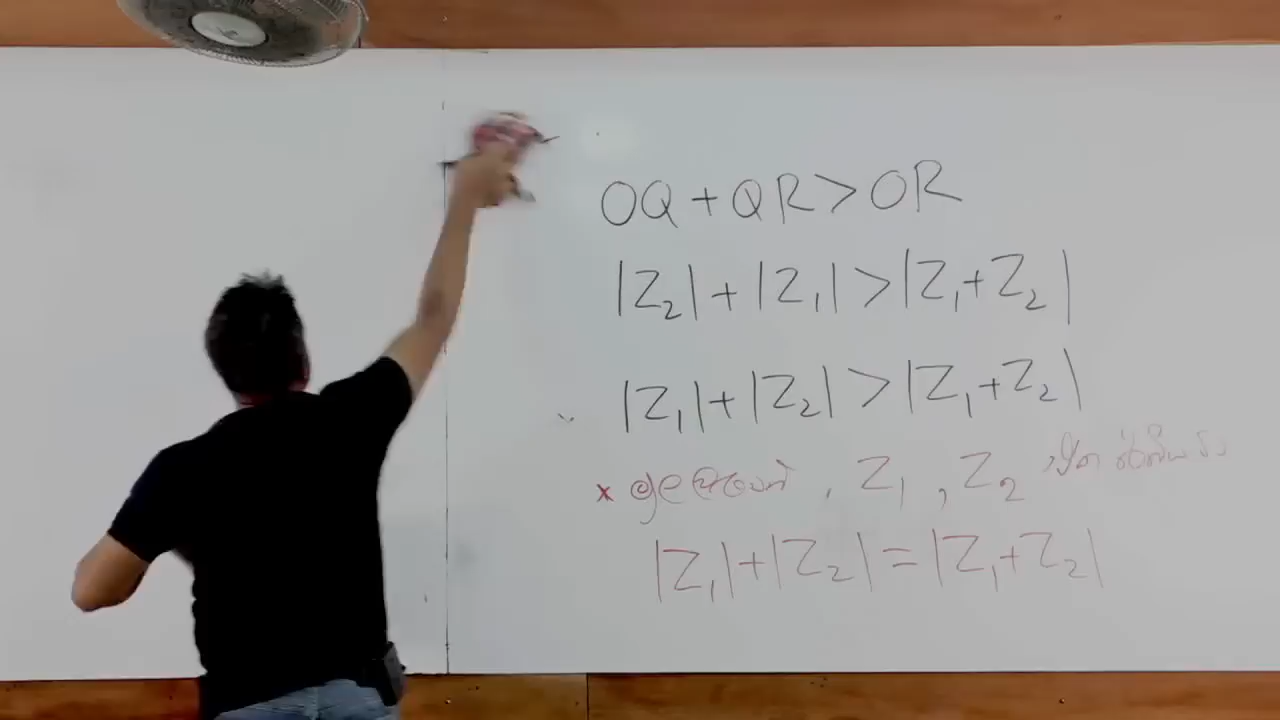 OQ + QR > OR
|Z₂| + |Z₁| > |Z₁+Z₂|
|Z₁| + |Z₂| > |Z₁+Z₂|
x , Z₁ , Z₂
|Z₁| + |Z₂| = |Z₁+Z₂|